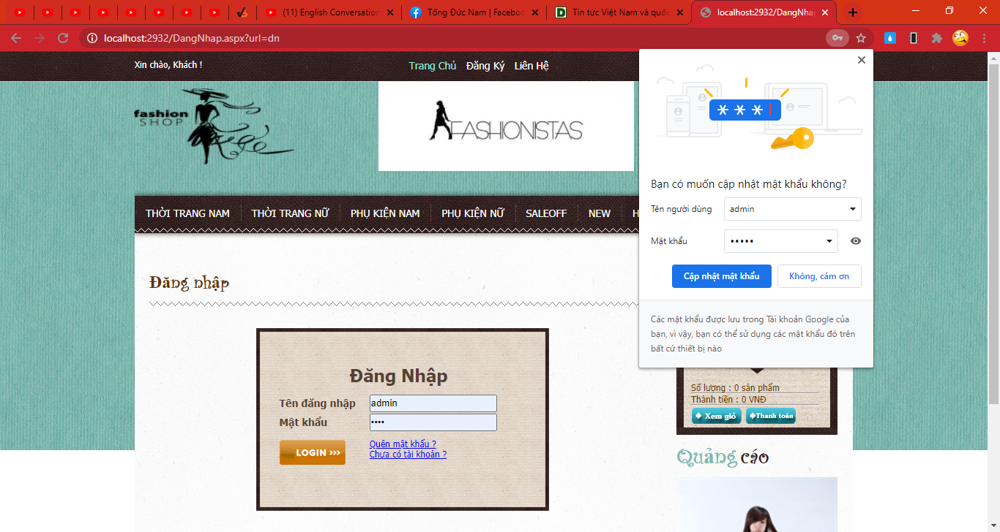 (11) English Conversation
Tống Đức Nam | Faceboo
Tin tức Việt Nam và quốc
localhost:2932/DangNhap
localhost:2932/DangNhap.aspx?url=dn
Xin chào, Khách !
Trang Chủ Đăng Ký Liên Hệ
fashion
SHOP
FASHIONISTAS
THỜI TRANG NAM THỜI TRANG NỮ PHỤ KIỆN NAM PHỤ KIỆN NỮ SALEOFF NEW H
Bạn có muốn cập nhật mật khẩu không?
Tên người dùng admin
Mật khẩu •••••
Cập nhật mật khẩu Không, cảm ơn
Các mật khẩu được lưu trong Tài khoản Google của
bạn, vì vậy, bạn có thể sử dụng các mật khẩu đó trên
bất cứ thiết bị nào
Đăng nhập
Đăng Nhập
Tên đăng nhập admin
Mật khẩu ••••
LOGIN >>>
Quên mật khẩu ?
Chưa có tài khoản ?
Số lượng : 0 sản phẩm
Thành tiền : 0 VNĐ
Xem giỏ Thanh toán
Quảng cáo